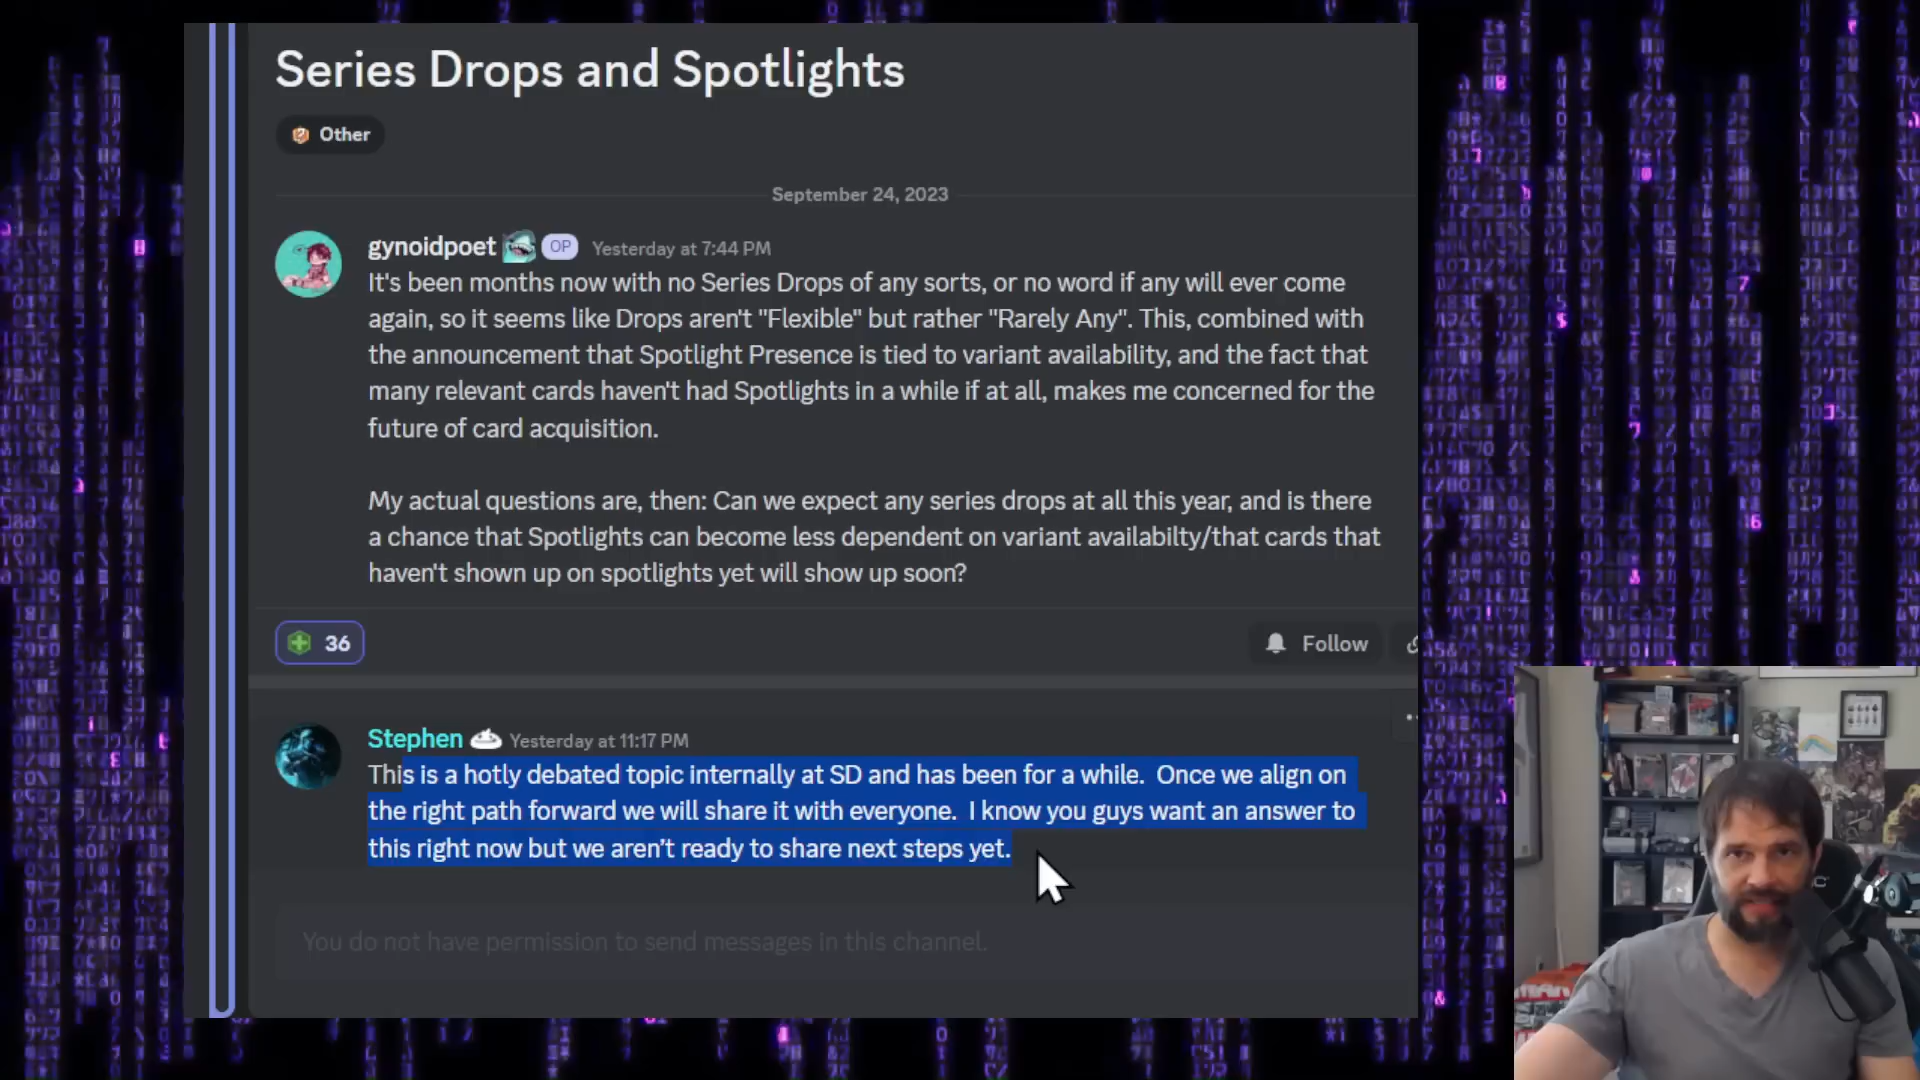 Series Drops and Spotlights
Other
September 24, 2023
gynoidpoet OP Yesterday at 7:44 PM
It's been months now with no Series Drops of any sorts, or no word if any will ever come
again, so it seems like Drops aren't "Flexible" but rather "Rarely Any". This, combined with
the announcement that Spotlight Presence is tied to variant availability, and the fact that
many relevant cards haven't had Spotlights in a while if at all, makes me concerned for the
future of card acquisition.
My actual questions are, then: Can we expect any series drops at all this year, and is there
a chance that Spotlights can become less dependent on variant availabilty/that cards that
haven't shown up on spotlights yet will show up soon?
36
Follow
Stephen Yesterday at 11:17 PM
This is a hotly debated topic internally at SD and has been for a while. Once we align on
the right path forward we will share it with everyone. I know you guys want an answer to
this right now but we aren't ready to share next steps yet.
You do not have permission to send messages in this channel.